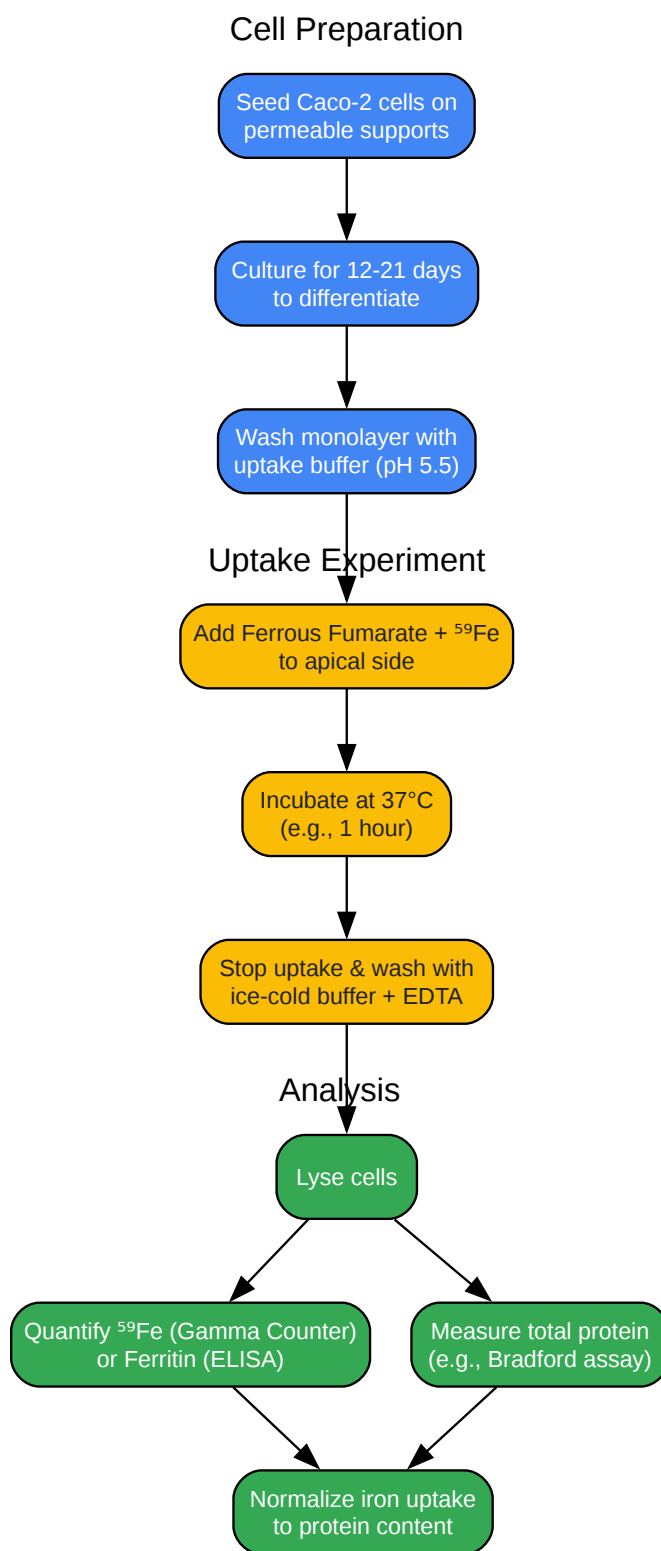 Cell Preparation
Seed Caco-2 cells on
permeable supports
Culture for 12-21 days
to differentiate
Wash monolayer with
uptake buffer (pH 5.5)
Uptake Experiment
Add Ferrous Fumarate + ⁵⁹Fe
to apical side
Incubate at 37°C
(e.g., 1 hour)
Stop uptake & wash with
ice-cold buffer + EDTA
Analysis
Lyse cells
Quantify ⁵⁹Fe (Gamma Counter)
or Ferritin (ELISA)
Measure total protein
(e.g., Bradford assay)
Normalize iron uptake
to protein content